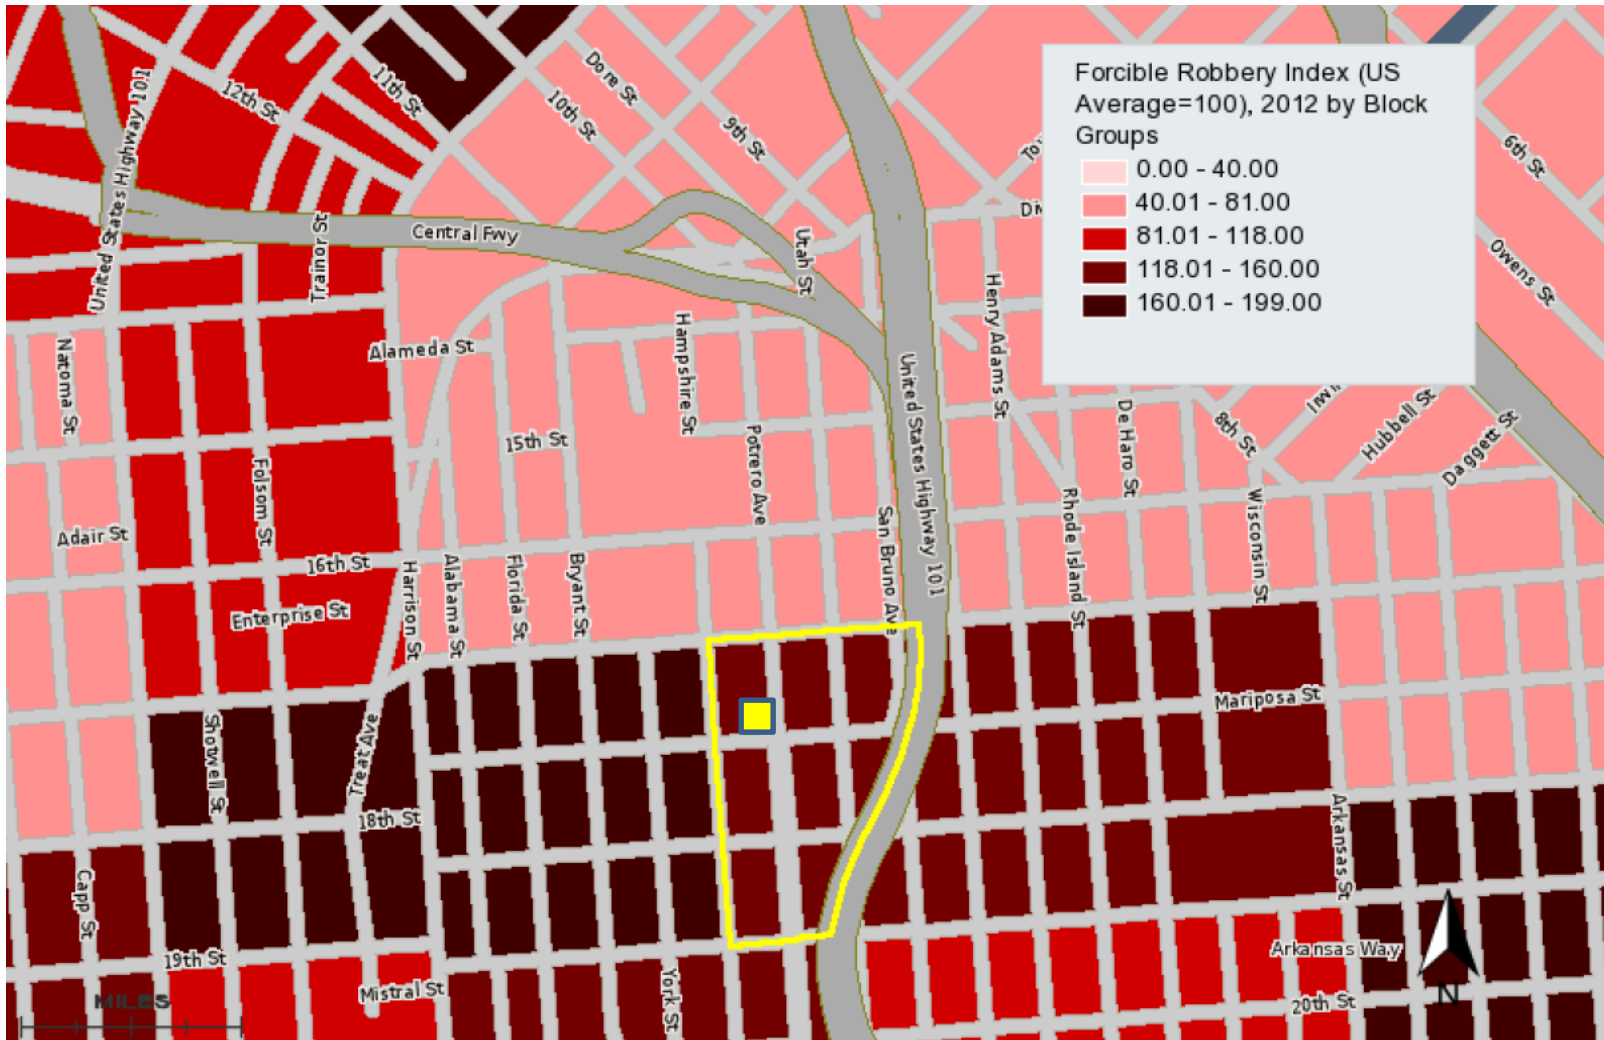 Forcible Robbery Index (US
Average=100), 2012 by Block
Groups
0.00 - 40.00
40.01 - 81.00
81.01 - 118.00
118.01 - 160.00
160.01 - 199.00
United States Highway 101
12th St
11th St
Dore St
10th St
9th St
6th St
Owens St
Trainor St
Central Fwy
Utah St
Henry Adams St
Natoma St
Alameda St
Hampshire St
United States Highway 101
De Haro St
8th St
Hubbell St
Daggett St
15th St
Potrero Ave
Folsom St
Rhode Island St
Wisconsin St
Adair St
San Bruno Ave
16th St
Harrison St
Alabama St
Florida St
Bryant St
Enterprise St
Mariposa St
Shotwell St
Treat Ave
18th St
Arkansas St
Capp St
19th St
Mistral St
York St
Arkansas Way
20th St
MILES
N